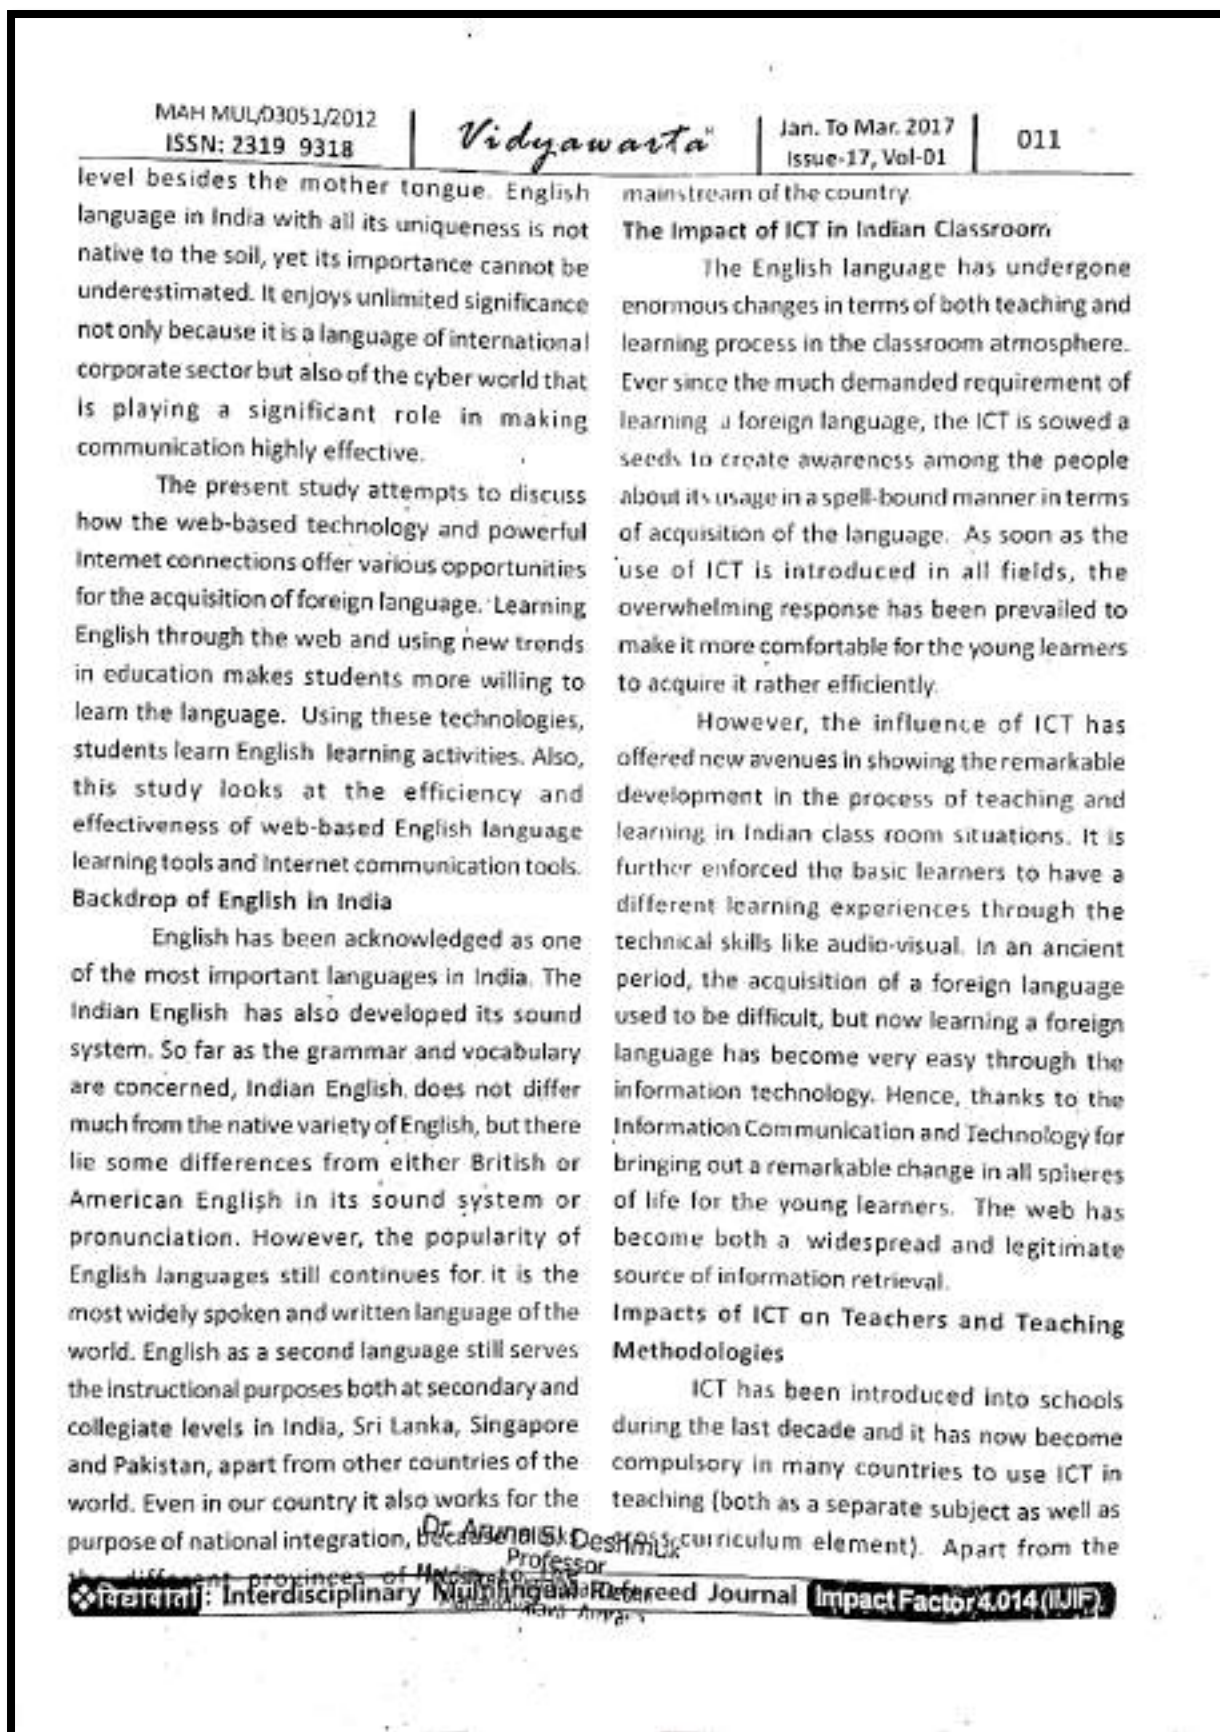 MAH MUL/03051/2012
ISSN: 2319 9318
Vidyawarta
Jan. To Mar. 2017
Issue-17, Vol-01
011
level besides the mother tongue. English
language in India with all its uniqueness is not
native to the soil, yet its importance cannot be
underestimated. It enjoys unlimited significance
not only because it is a language of international
corporate sector but also of the cyber world that
is playing a significant role in making
communication highly effective.
The present study attempts to discuss
how the web-based technology and powerful
Internet connections offer various opportunities
for the acquisition of foreign language. Learning
English through the web and using new trends
in education makes students more willing to
learn the language. Using these technologies,
students learn English learning activities. Also,
this study looks at the efficiency and
effectiveness of web-based English language
learning tools and Internet communication tools.
Backdrop of English in India
English has been acknowledged as one
of the most important languages in India. The
Indian English has also developed its sound
system. So far as the grammar and vocabulary
are concerned, Indian English does not differ
much from the native variety of English, but there
lie some differences from either British or
American English in its sound system or
pronunciation. However, the popularity of
English languages still continues for it is the
most widely spoken and written language of the
world. English as a second language still serves
the instructional purposes both at secondary and
collegiate levels in India, Sri Lanka, Singapore
and Pakistan, apart from other countries of the
world. Even in our country it also works for the
purpose of national integration, because
the different provinces of
mainstream of the country.
The Impact of ICT in Indian Classroom
The English language has undergone
enormous changes in terms of both teaching and
learning process in the classroom atmosphere.
Ever since the much demanded requirement of
learning a foreign language, the ICT is sowed a
seeds to create awareness among the people
about its usage in a spell-bound manner in terms
of acquisition of the language. As soon as the
use of ICT is introduced in all fields, the
overwhelming response has been prevailed to
make it more comfortable for the young learners
to acquire it rather efficiently.
However, the influence of ICT has
offered new avenues in showing the remarkable
development in the process of teaching and
learning in Indian class room situations. It is
further enforced the basic learners to have a
different learning experiences through the
technical skills like audio-visual. In an ancient
period, the acquisition of a foreign language
used to be difficult, but now learning a foreign
language has become very easy through the
information technology. Hence, thanks to the
Information Communication and Technology for
bringing out a remarkable change in all spheres
of life for the young learners. The web has
become both a widespread and legitimate
source of information retrieval.
Impacts of ICT on Teachers and Teaching
Methodologies
ICT has been introduced into schools
during the last decade and it has now become
compulsory in many countries to use ICT in
teaching (both as a separate subject as well as
cross curriculum element). Apart from the
Dr. Aruna S. Deshmukh
Professor
❖विद्यावार्ता: Interdisciplinary Multilingual Refereed Journal Impact Factor 4.014 (IIJIF)